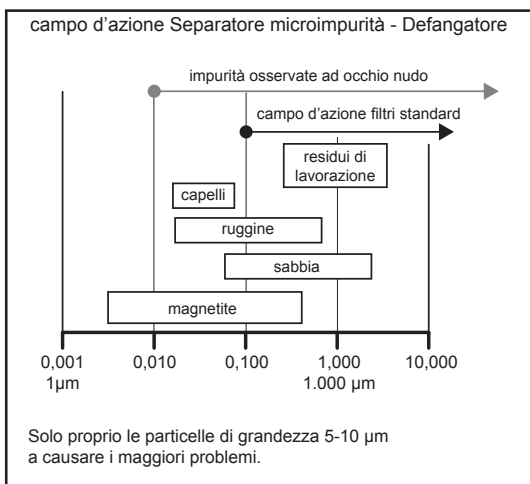 campo d'azione Separatore microimpurità - Defangatore
impurità osservate ad occhio nudo
campo d'azione filtri standard
residui di
lavorazione
capelli
ruggine
sabbia
magnetite
0,001 0,010 0,100 1,000 10,000
1µm 1.000 µm
Solo proprio le particelle di grandezza 5-10 µm
a causare i maggiori problemi.